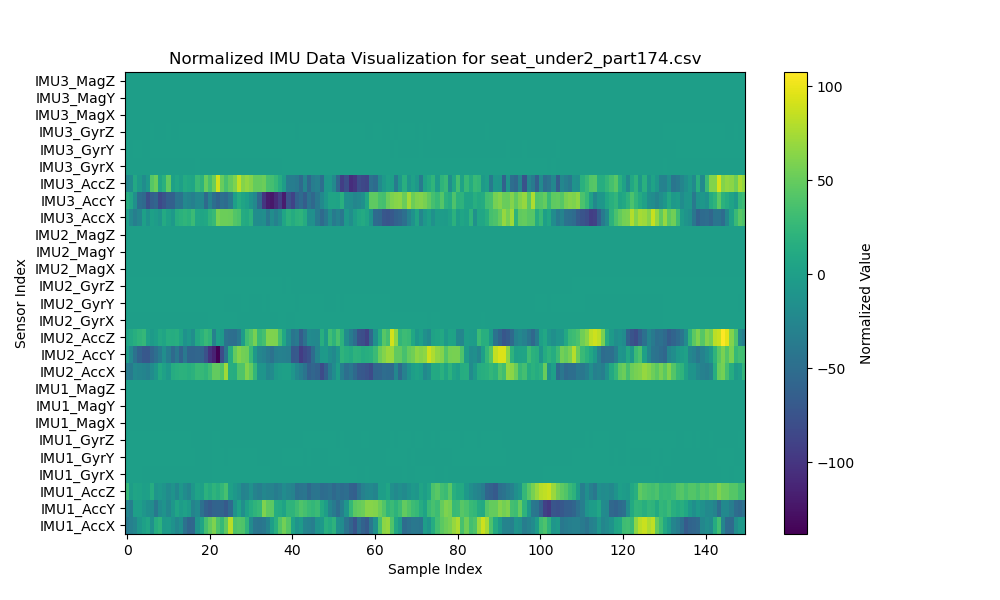 Normalized IMU Data Visualization for seat_under2_part174.csv
IMU3_MagZ
IMU3_MagY
IMU3_MagX
IMU3_GyrZ
IMU3_GyrY
IMU3_GyrX
IMU3_AccZ
IMU3_AccY
IMU3_AccX
IMU2_MagZ
IMU2_MagY
IMU2_MagX
IMU2_GyrZ
IMU2_GyrY
IMU2_GyrX
IMU2_AccZ
IMU2_AccY
IMU2_AccX
IMU1_MagZ
IMU1_MagY
IMU1_MagX
IMU1_GyrZ
IMU1_GyrY
IMU1_GyrX
IMU1_AccZ
IMU1_AccY
IMU1_AccX
Sensor Index
0 20 40 60 80 100 120 140
Sample Index
100
50
0
−50
−100
Normalized Value